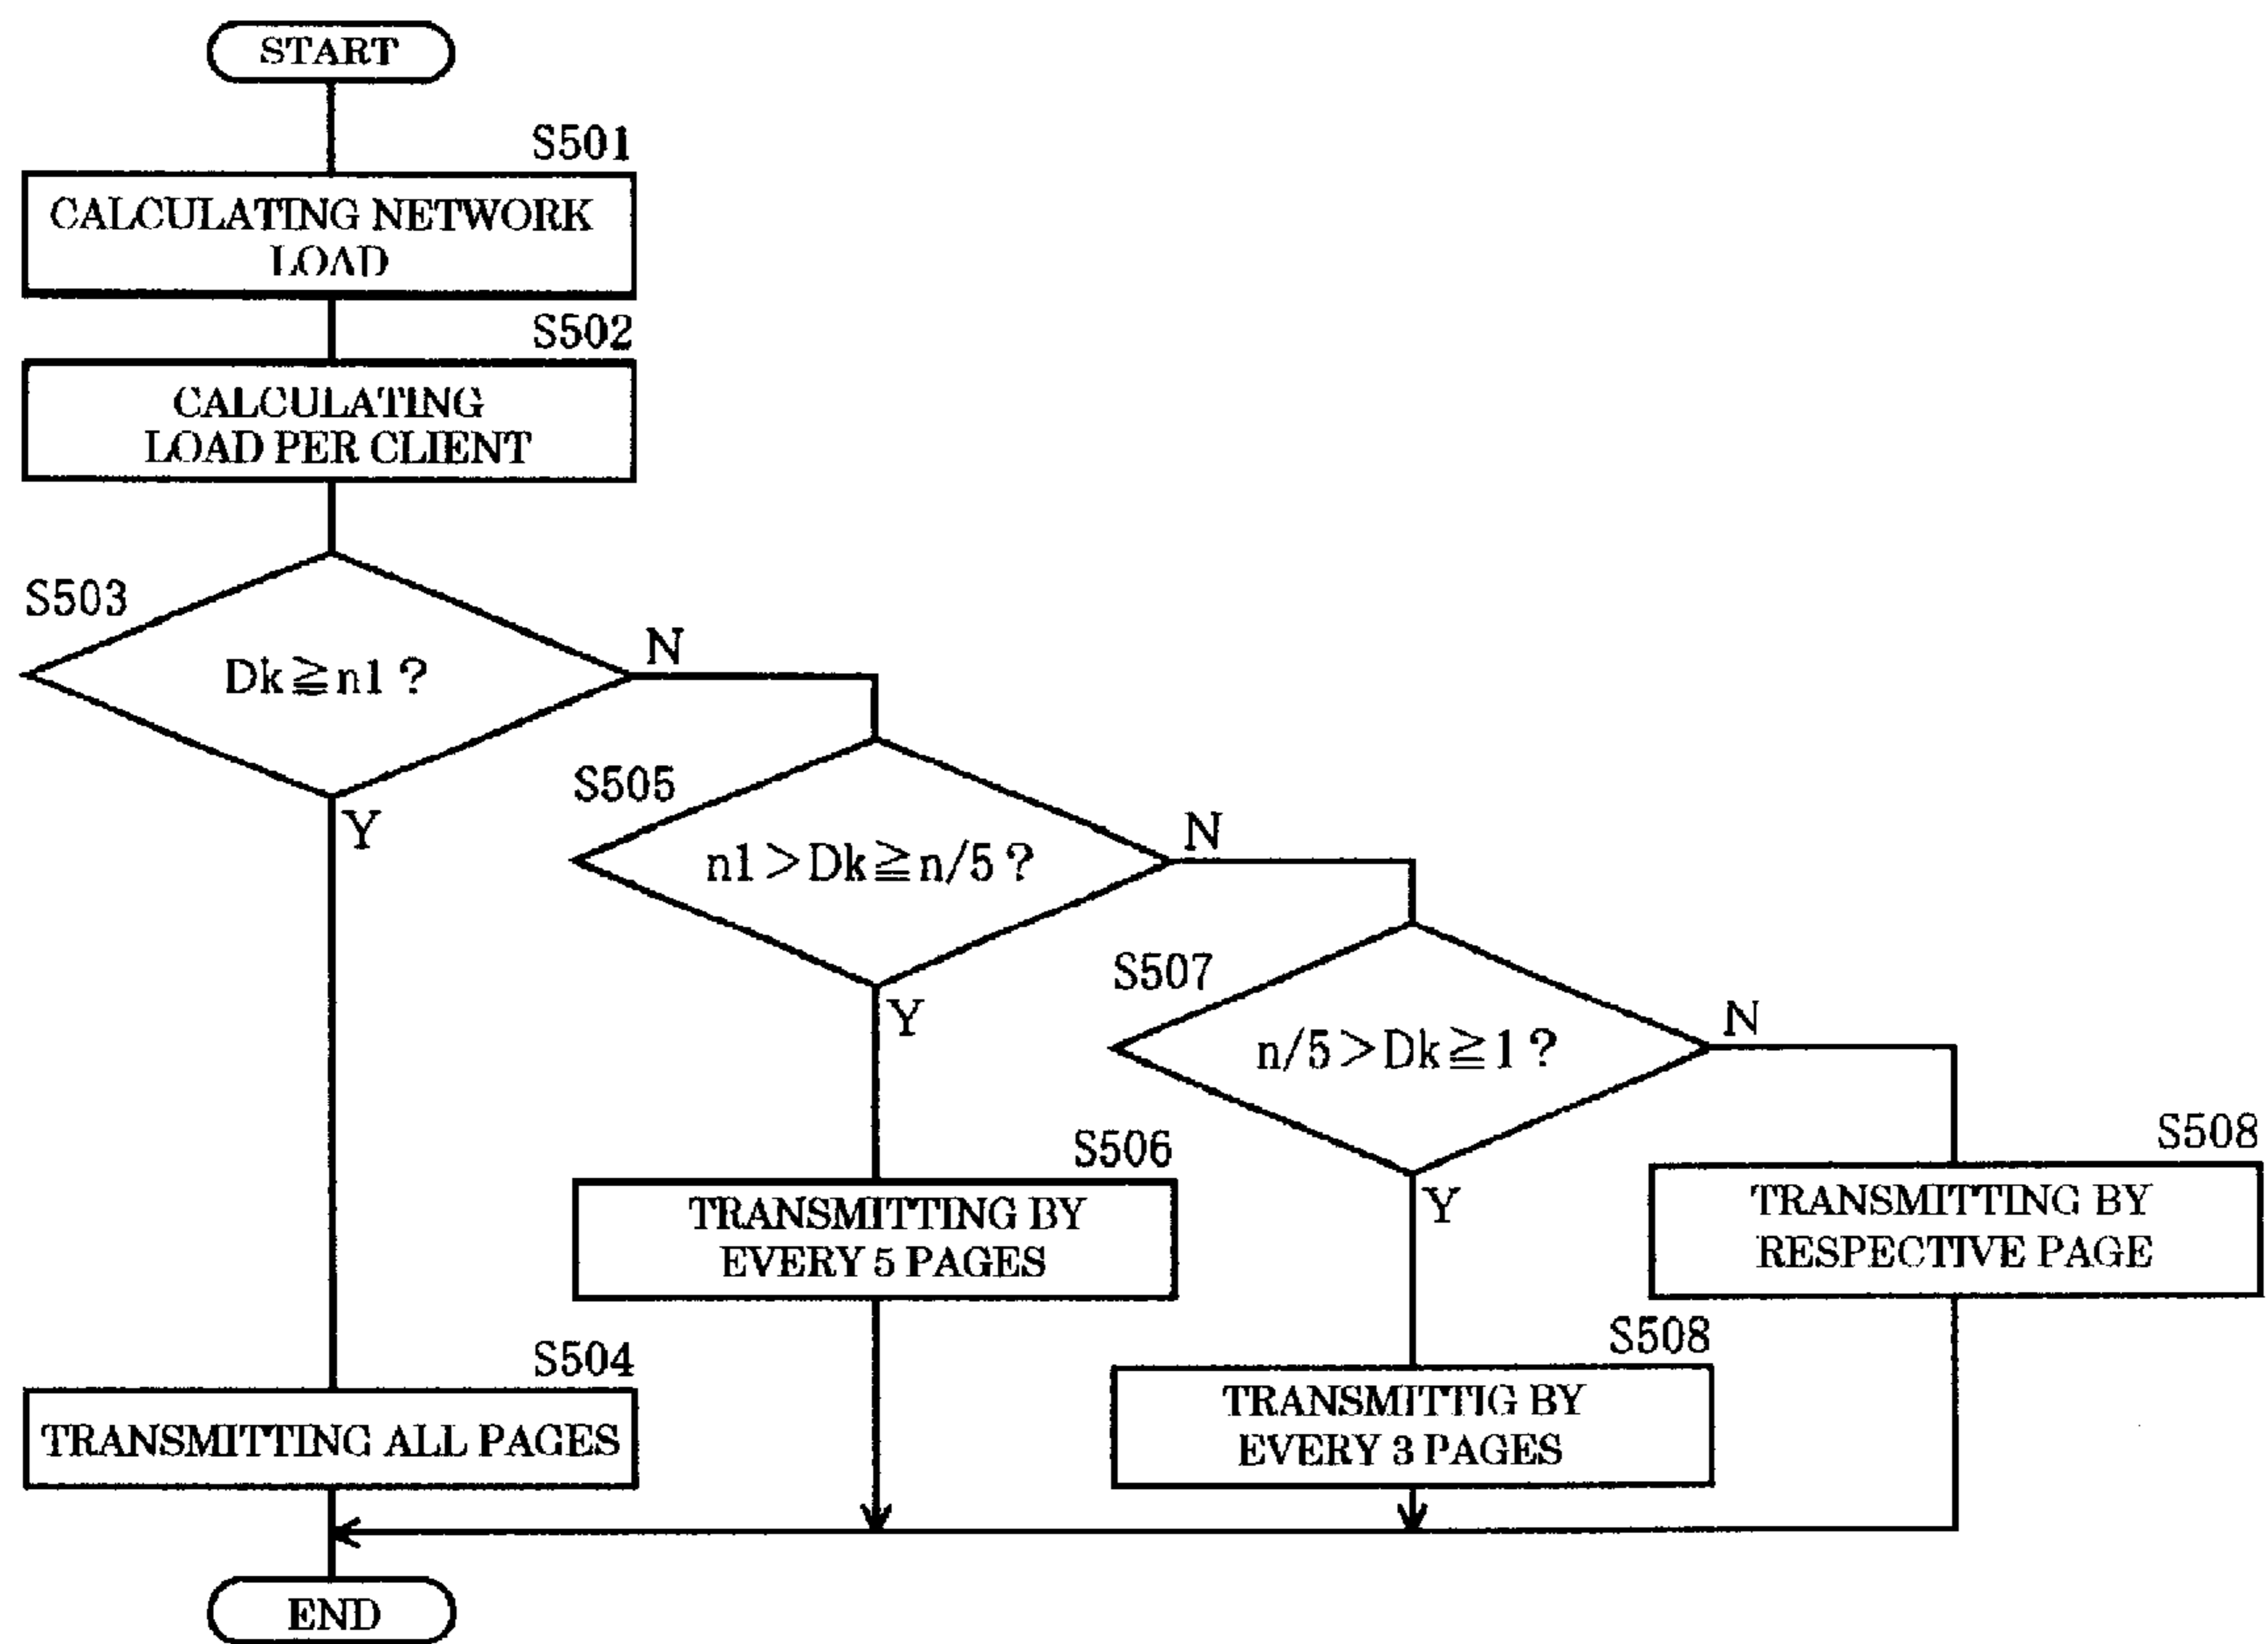 START
S501
CALCULATING NETWORK
LOAD
S502
CALCULATING
LOAD PER CLIENT
S503
Dk≧n1?
N
Y
S505
n1>Dk≧n/5?
N
Y
S507
n/5>Dk≧1?
N
Y
S506
TRANSMITTING BY
EVERY 5 PAGES
S508
TRANSMITTING BY
RESPECTIVE PAGE
S508
TRANSMITTIG BY
EVERY 3 PAGES
S504
TRANSMITTING ALL PAGES
END